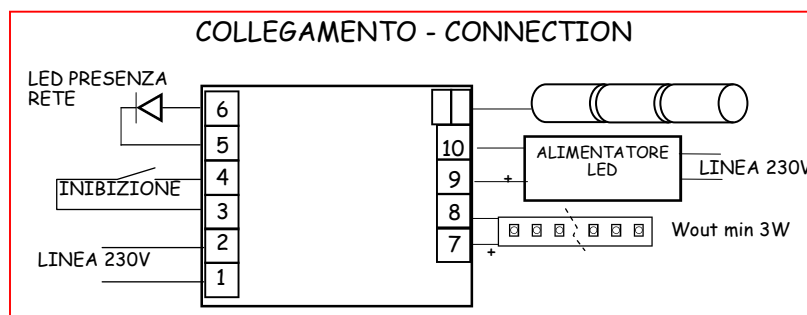 COLLEGAMENTO - CONNECTION
LED PRESENZA
RETE
6
5
4
INIBIZIONE
3
2
LINEA 230V
1
10
ALIMENTATORE
LED
LINEA 230V
9
+
8
Wout min 3W
7
+